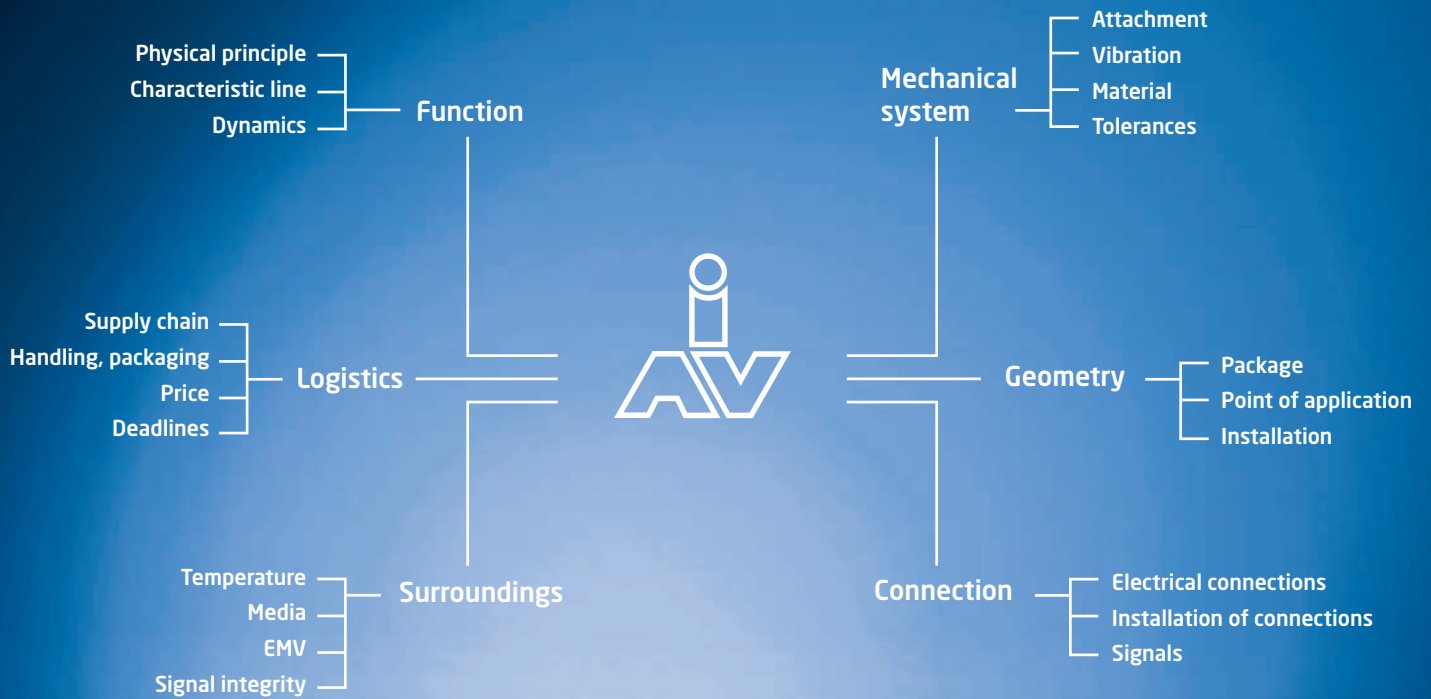 Physical principle
Characteristic line
Dynamics
Function
Mechanical
system
Attachment
Vibration
Material
Tolerances
Supply chain
Handling, packaging
Price
Deadlines
Logistics
i
AV
Geometry
Package
Point of application
Installation
Temperature
Media
EMV
Signal integrity
Surroundings
Connection
Electrical connections
Installation of connections
Signals